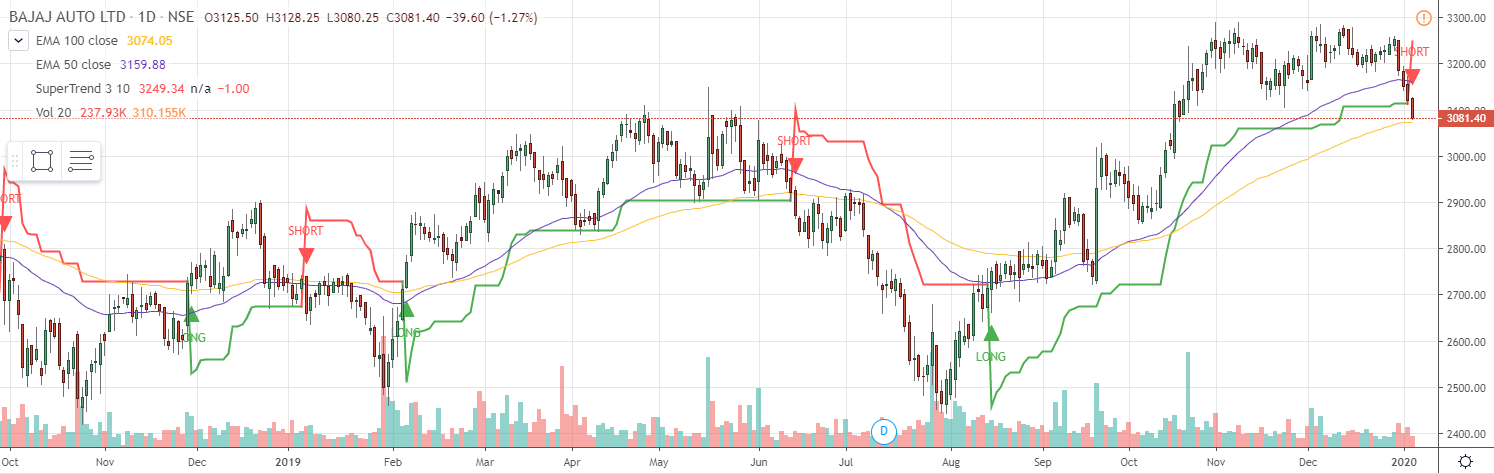 BAJAJ AUTO LTD · 1D · NSE O3125.50 H3128.25 L3080.25 C3081.40 −39.60 (−1.27%)
EMA 100 close 3074.05
EMA 50 close 3159.88
SuperTrend 3 10 3249.34 n/a −1.00
Vol 20 237.93K 310.155K
3300.00
SHORT
3200.00
3100.00
3081.40
SHORT
3000.00
ORT
2900.00
SHORT
2800.00
2700.00
LONG
ONG
2600.00
LONG
2500.00
D
2400.00
Oct Nov Dec 2019 Feb Mar Apr May Jun Jul Aug Sep Oct Nov Dec 2020